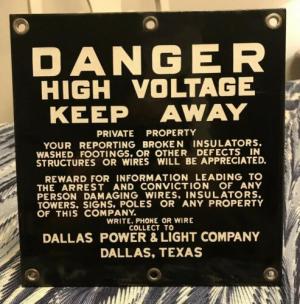 DANGER
HIGH VOLTAGE
KEEP AWAY
PRIVATE PROPERTY
YOUR REPORTING BROKEN INSULATORS,
WASHED FOOTINGS, OR OTHER DEFECTS IN
STRUCTURES OR WIRES WILL BE APPRECIATED.
REWARD FOR INFORMATION LEADING TO
THE ARREST AND CONVICTION OF ANY
PERSON DAMAGING WIRES, INSULATORS,
TOWERS, SIGNS, POLES OR ANY PROPERTY
OF THIS COMPANY.
WRITE, PHONE OR WIRE
COLLECT TO
DALLAS POWER & LIGHT COMPANY
DALLAS, TEXAS